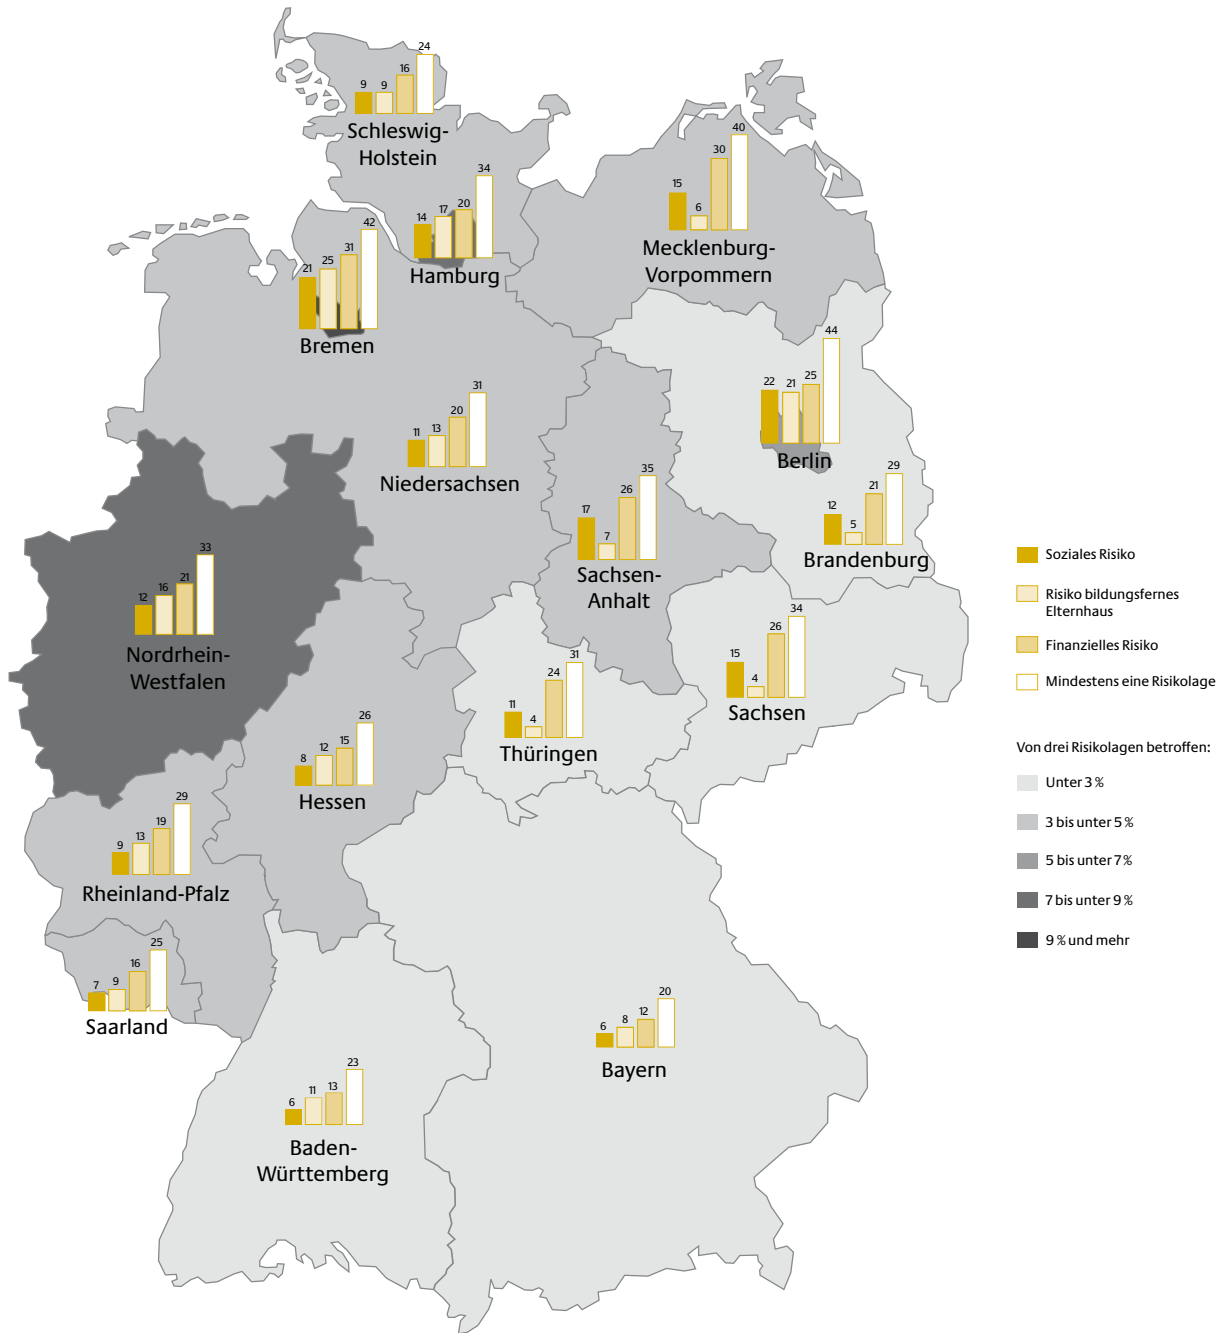 9 9 16 24
Schleswig-
Holstein
14 17 20 34
Hamburg
15 6 30 40
Mecklenburg-
Vorpommern
21 25 31 42
Bremen
11 13 20 31
Niedersachsen
22 21 25 44
Berlin
12 5 21 29
Brandenburg
17 7 26 35
Sachsen-
Anhalt
12 16 21 33
Nordrhein-
Westfalen
15 4 26 34
Sachsen
11 4 24 31
Thüringen
8 12 15 26
Hessen
9 13 19 29
Rheinland-Pfalz
7 9 16 25
Saarland
6 8 12 20
Bayern
6 11 13 23
Baden-
Württemberg
Soziales Risiko
Risiko bildungsfernes
Elternhaus
Finanzielles Risiko
Mindestens eine Risikolage
Von drei Risikolagen betroffen:
Unter 3 %
3 bis unter 5 %
5 bis unter 7 %
7 bis unter 9 %
9 % und mehr